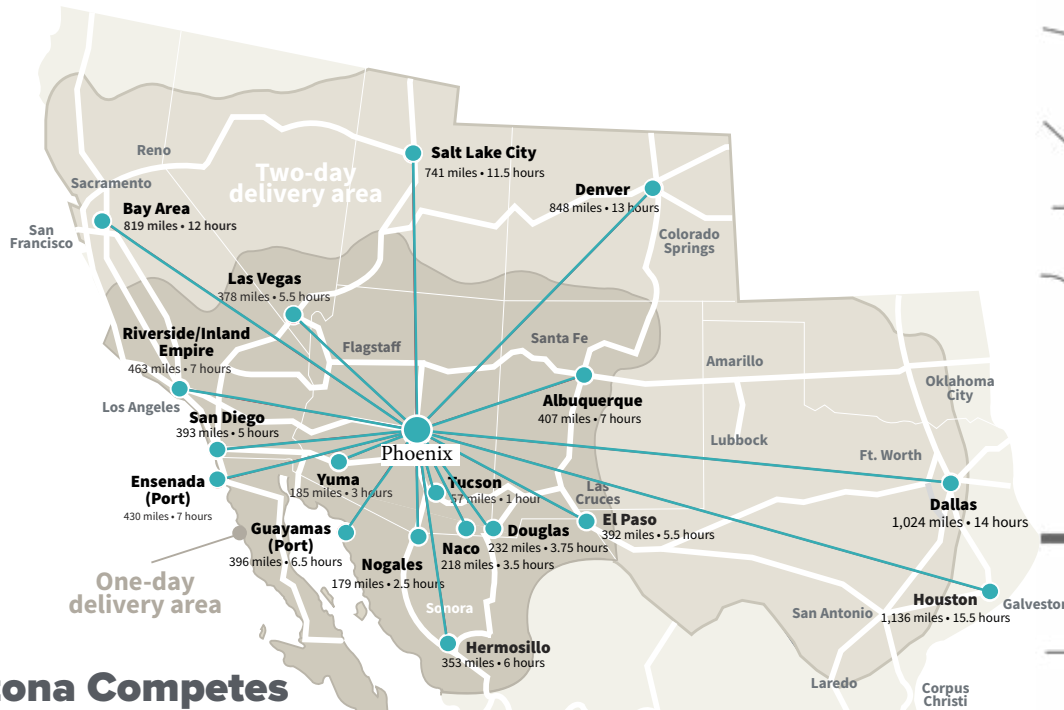 Reno
Sacramento
Bay Area
819 miles • 12 hours
San
Francisco
Two-day
delivery area
Salt Lake City
741 miles • 11.5 hours
Denver
848 miles • 13 hours
Colorado
Springs
Las Vegas
378 miles • 5.5 hours
Riverside/Inland
Empire
463 miles • 7 hours
Flagstaff
Santa Fe
Amarillo
Oklahoma
City
Los Angeles
San Diego
393 miles • 5 hours
Albuquerque
407 miles • 7 hours
Lubbock
Ft. Worth
Phoenix
Ensenada
(Port)
430 miles • 7 hours
Yuma
185 miles • 3 hours
Tucson
57 miles • 1 hour
Las
Cruces
Dallas
1,024 miles • 14 hours
Guayamas
(Port)
396 miles • 6.5 hours
Nogales
179 miles • 2.5 hours
Naco
218 miles • 3.5 hours
Douglas
232 miles • 3.75 hours
El Paso
392 miles • 5.5 hours
One-day
delivery area
Sonora
San Antonio
Houston
1,136 miles • 15.5 hours
Galveston
Hermosillo
353 miles • 6 hours
Laredo
Corpus
Christi
zona Competes